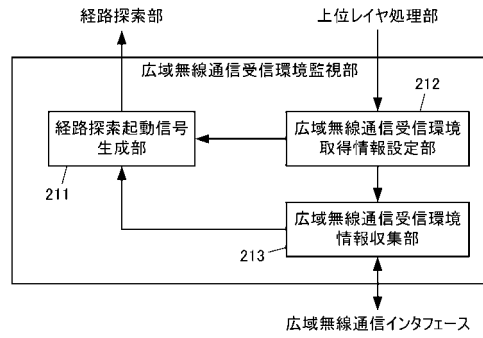 経路探索部
上位レイヤ処理部
広域無線通信受信環境監視部
212
経路探索起動信号
生成部
広域無線通信受信環境
取得情報設定部
211
広域無線通信受信環境
情報収集部
213
広域無線通信インタフェース